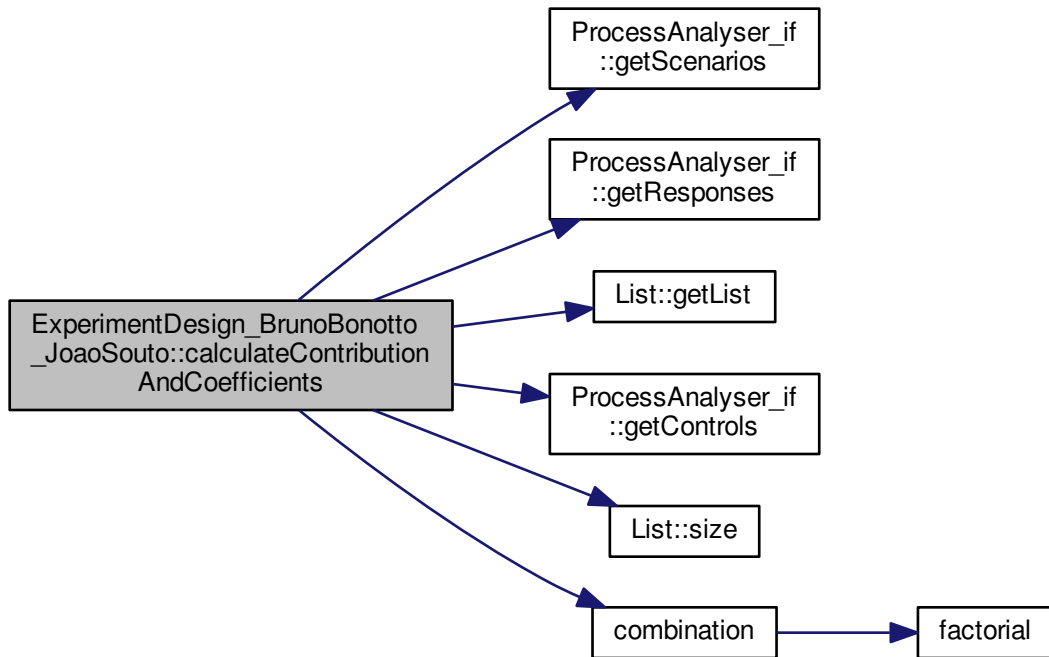 ProcessAnalyser_if
::getScenarios
ProcessAnalyser_if
::getResponses
List::getList
ExperimentDesign_BrunoBonotto
_JoaoSouto::calculateContribution
AndCoefficients
ProcessAnalyser_if
::getControls
List::size
combination
factorial